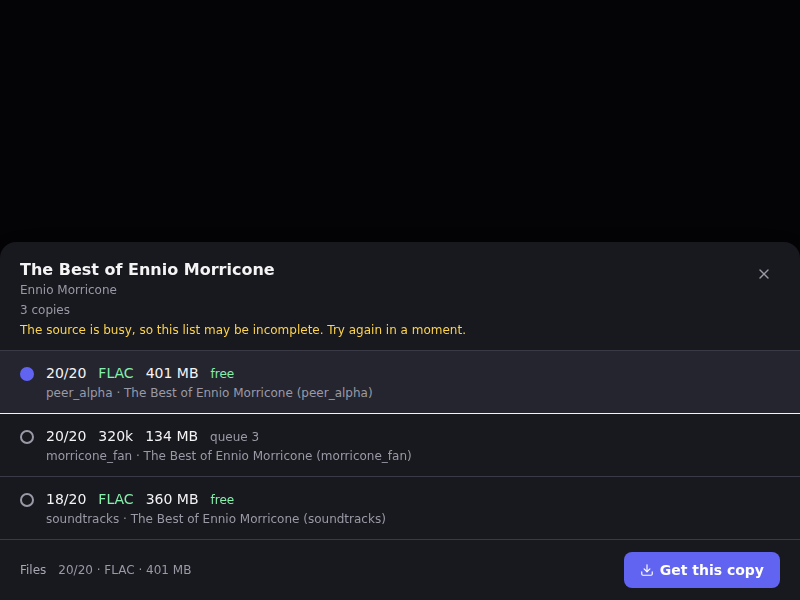 The Best of Ennio Morricone
Ennio Morricone
3 copies
The source is busy, so this list may be incomplete. Try again in a moment.
20/20 FLAC 401 MB free
peer_alpha · The Best of Ennio Morricone (peer_alpha)
20/20 320k 134 MB queue 3
morricone_fan · The Best of Ennio Morricone (morricone_fan)
18/20 FLAC 360 MB free
soundtracks · The Best of Ennio Morricone (soundtracks)
Files 20/20 · FLAC · 401 MB
Get this copy